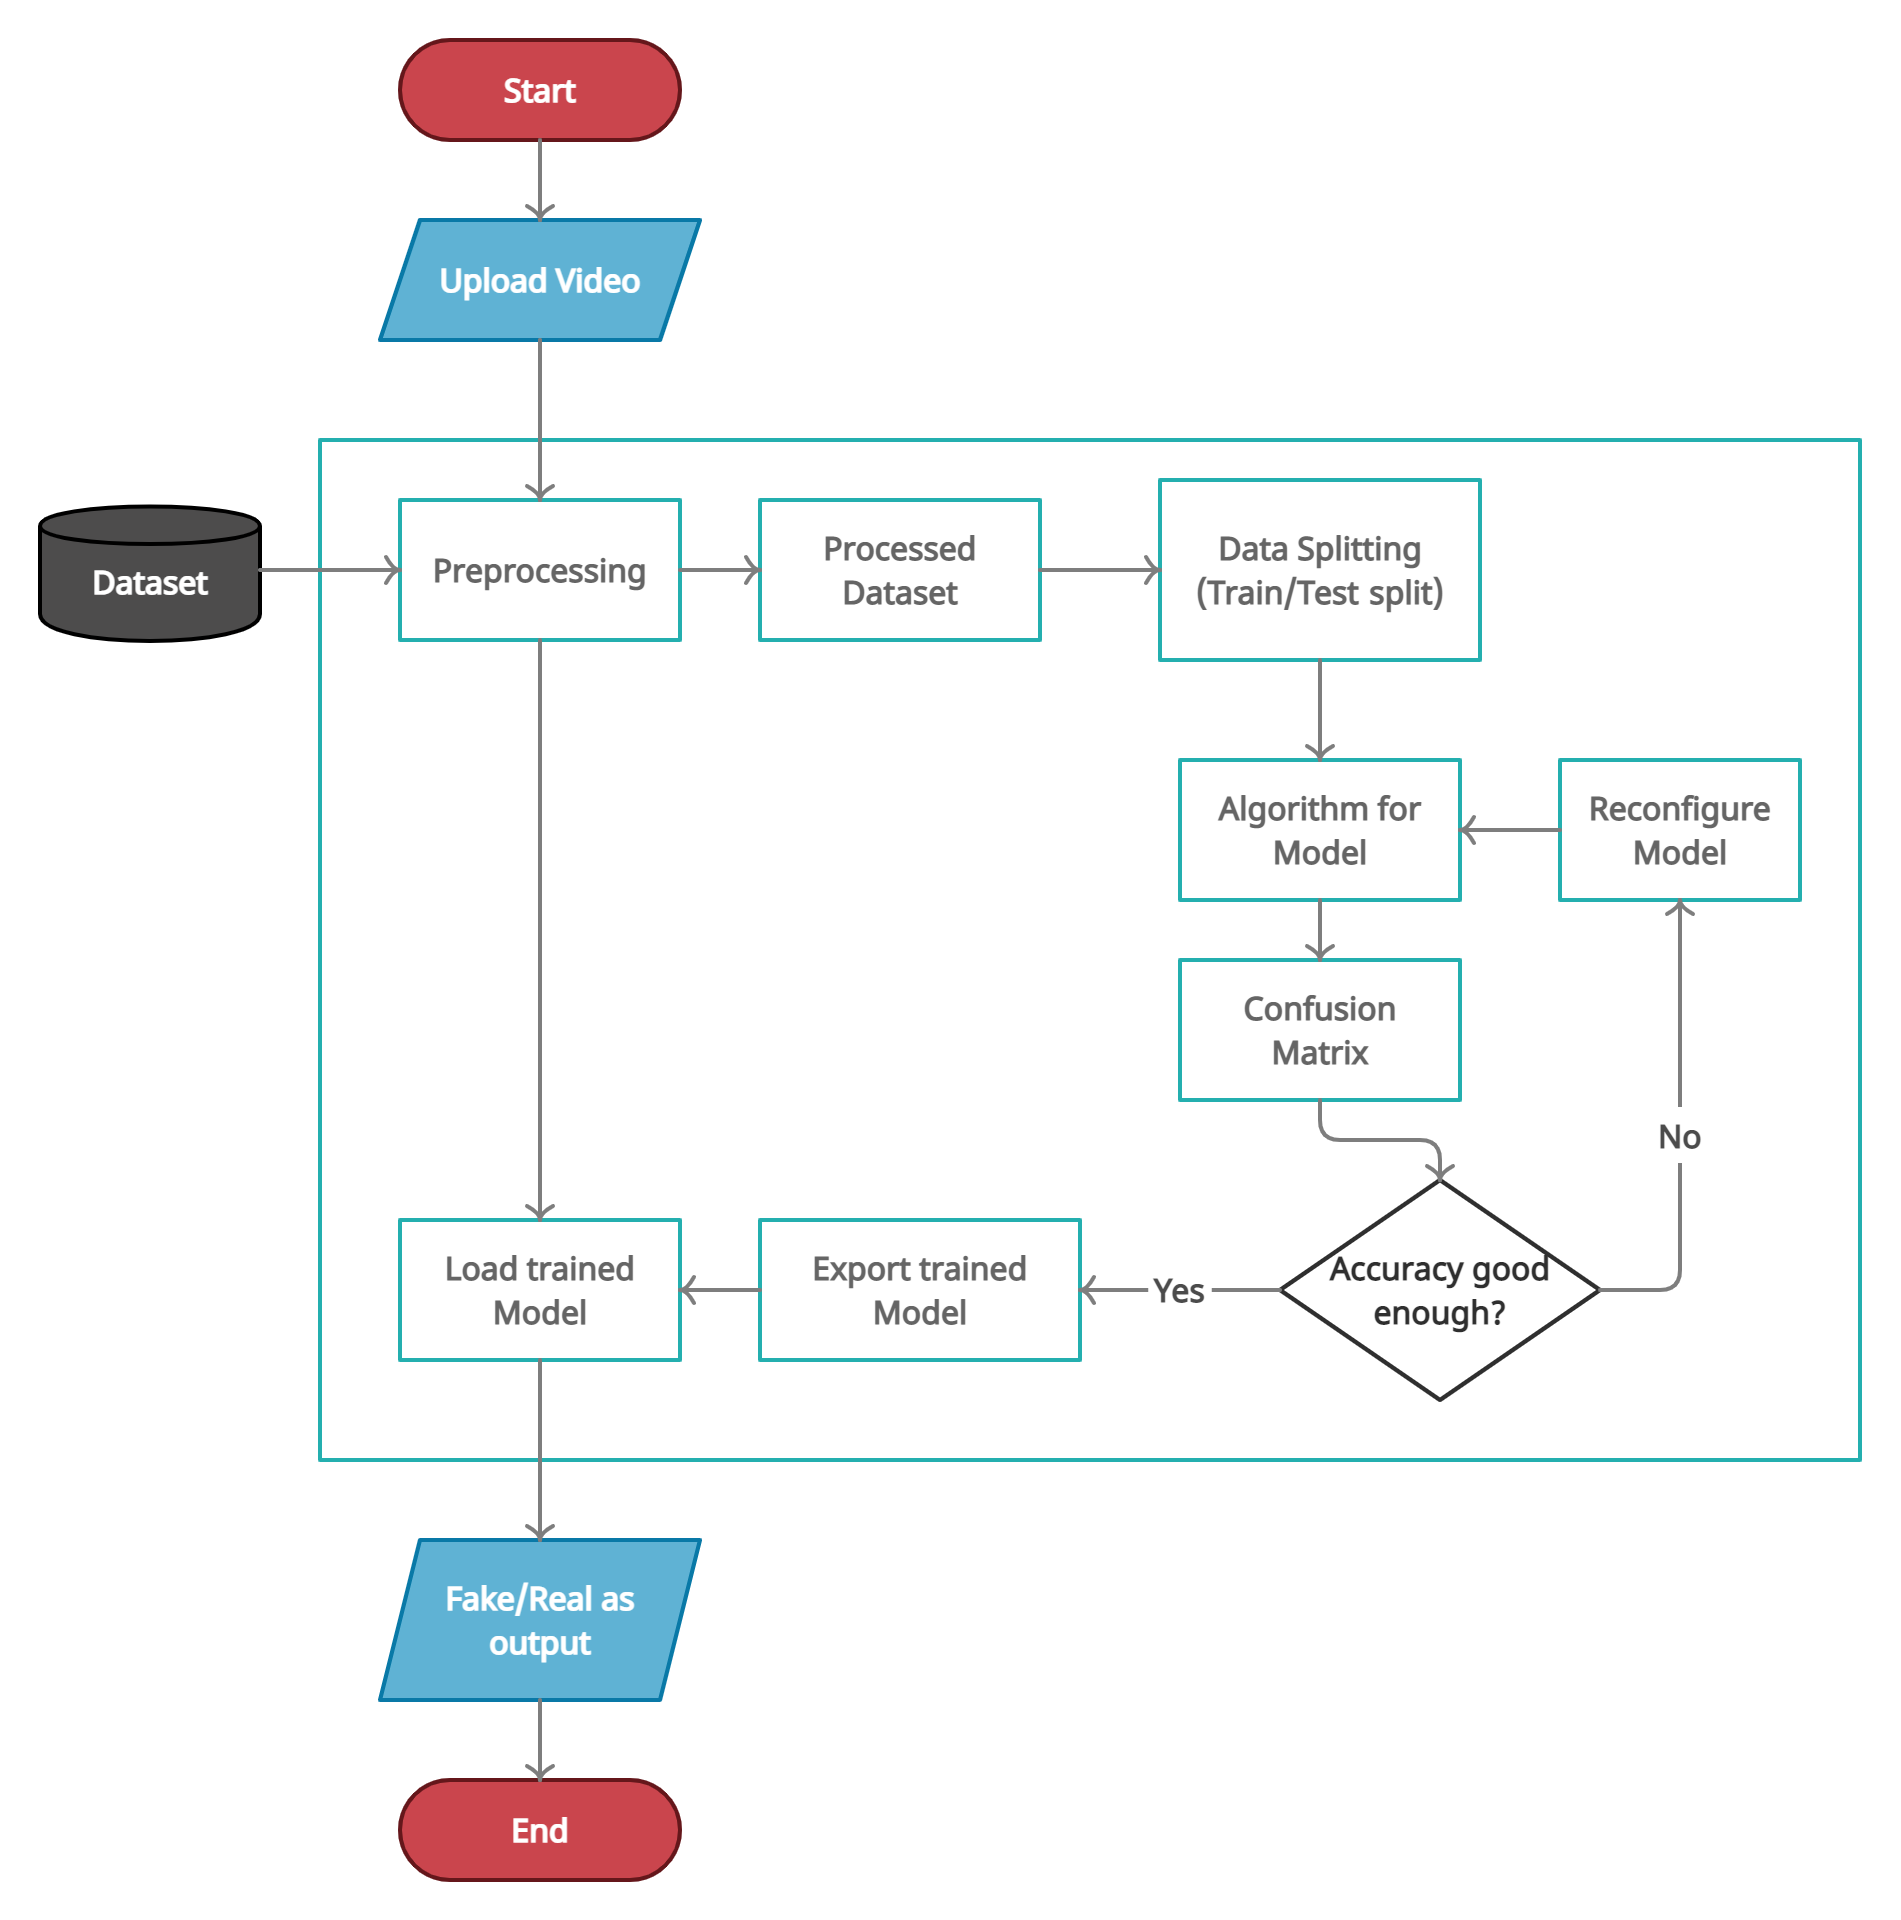 Start
Upload Video
Dataset
Preprocessing
Processed
Dataset
Data Splitting
(Train/Test split)
Algorithm for
Model
Reconfigure
Model
Confusion
Matrix
No
Load trained
Model
Export trained
Model
Yes
Accuracy good
enough?
Fake/Real as
output
End